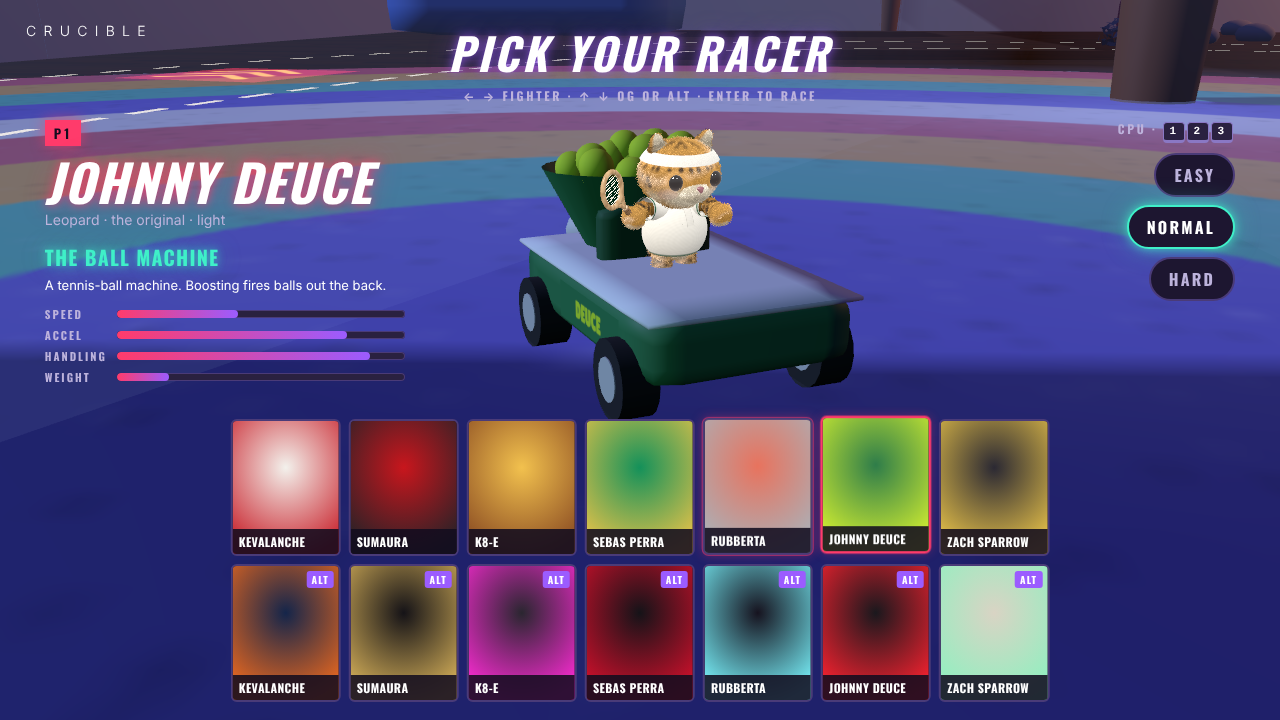 CRUCIBLE
PICK YOUR RACER
← → FIGHTER · ↑ ↓ OG OR ALT · ENTER TO RACE
P1
JOHNNY DEUCE
Leopard · the original · light
THE BALL MACHINE
A tennis-ball machine. Boosting fires balls out the back.
SPEED
ACCEL
HANDLING
WEIGHT
CPU · 1 2 3
EASY
NORMAL
HARD
DEUCE
KEVALANCHE
SUMAURA
K8-E
SEBAS PERRA
RUBBERTA
JOHNNY DEUCE
ZACH SPARROW
ALT
ALT
ALT
ALT
ALT
ALT
ALT
KEVALANCHE
SUMAURA
K8-E
SEBAS PERRA
RUBBERTA
JOHNNY DEUCE
ZACH SPARROW